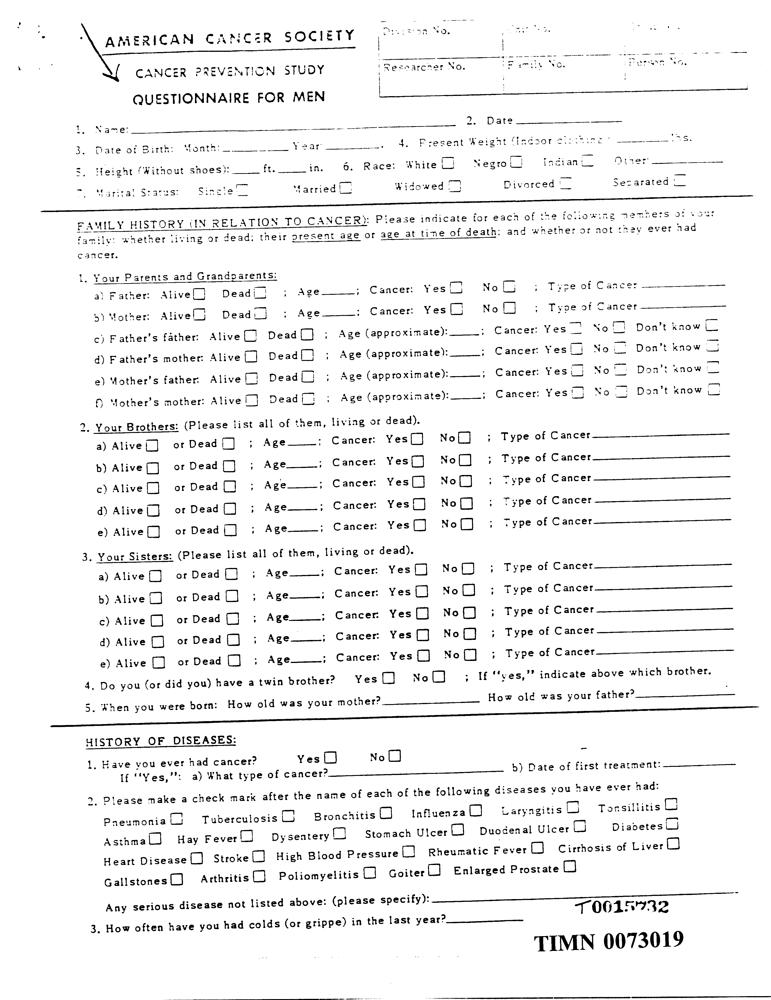 AMERICAN CANCER SOCIETY
CANCER PREVENTION STUDY
QUESTIONNAIRE FOR MEN
Division No. Unit No.
Researcher No. Family No. Person No.
1. Name: 2. Date
3. Date of Birth: Month: Year 4. Present Weight (Indoor clothing) lbs.
5. Height (Without shoes): ft. in. 6. Race: White ☐ Negro ☐ Indian ☐ Other:
7. Marital Status: Single ☐ Married ☐ Widowed ☐ Divorced ☐ Separated ☐
FAMILY HISTORY (IN RELATION TO CANCER): Please indicate for each of the following members of your
family: whether living or dead; their present age or age at time of death; and whether or not they ever had
cancer.
1. Your Parents and Grandparents:
a) Father: Alive ☐ Dead ☐ ; Age ; Cancer: Yes ☐ No ☐ ; Type of Cancer
b) Mother: Alive ☐ Dead ☐ ; Age ; Cancer: Yes ☐ No ☐ ; Type of Cancer
c) Father's father: Alive ☐ Dead ☐ ; Age (approximate): ; Cancer: Yes ☐ No ☐ Don't know ☐
d) Father's mother: Alive ☐ Dead ☐ ; Age (approximate): ; Cancer: Yes ☐ No ☐ Don't know ☐
e) Mother's father: Alive ☐ Dead ☐ ; Age (approximate): ; Cancer: Yes ☐ No ☐ Don't know ☐
f) Mother's mother: Alive ☐ Dead ☐ ; Age (approximate): ; Cancer: Yes ☐ No ☐ Don't know ☐
2. Your Brothers: (Please list all of them, living or dead).
a) Alive ☐ or Dead ☐ ; Age ; Cancer: Yes ☐ No ☐ ; Type of Cancer
b) Alive ☐ or Dead ☐ ; Age ; Cancer: Yes ☐ No ☐ ; Type of Cancer
c) Alive ☐ or Dead ☐ ; Age ; Cancer: Yes ☐ No ☐ ; Type of Cancer
d) Alive ☐ or Dead ☐ ; Age ; Cancer: Yes ☐ No ☐ ; Type of Cancer
e) Alive ☐ or Dead ☐ ; Age ; Cancer: Yes ☐ No ☐ ; Type of Cancer
3. Your Sisters: (Please list all of them, living or dead).
a) Alive ☐ or Dead ☐ ; Age ; Cancer: Yes ☐ No ☐ ; Type of Cancer
b) Alive ☐ or Dead ☐ ; Age ; Cancer: Yes ☐ No ☐ ; Type of Cancer
c) Alive ☐ or Dead ☐ ; Age ; Cancer: Yes ☐ No ☐ ; Type of Cancer
d) Alive ☐ or Dead ☐ ; Age ; Cancer: Yes ☐ No ☐ ; Type of Cancer
e) Alive ☐ or Dead ☐ ; Age ; Cancer: Yes ☐ No ☐ ; Type of Cancer
4. Do you (or did you) have a twin brother? Yes ☐ No ☐ ; If "yes," indicate above which brother.
5. When you were born: How old was your mother? How old was your father?
HISTORY OF DISEASES:
1. Have you ever had cancer? Yes ☐ No ☐
If "Yes,": a) What type of cancer? b) Date of first treatment:
2. Please make a check mark after the name of each of the following diseases you have ever had:
Pneumonia ☐ Tuberculosis ☐ Bronchitis ☐ Influenza ☐ Laryngitis ☐ Tonsillitis ☐
Asthma ☐ Hay Fever ☐ Dysentery ☐ Stomach Ulcer ☐ Duodenal Ulcer ☐ Diabetes ☐
Heart Disease ☐ Stroke ☐ High Blood Pressure ☐ Rheumatic Fever ☐ Cirrhosis of Liver ☐
Gallstones ☐ Arthritis ☐ Poliomyelitis ☐ Goiter ☐ Enlarged Prostate ☐
Any serious disease not listed above: (please specify):
T0015732
3. How often have you had colds (or grippe) in the last year?
TIMN 0073019